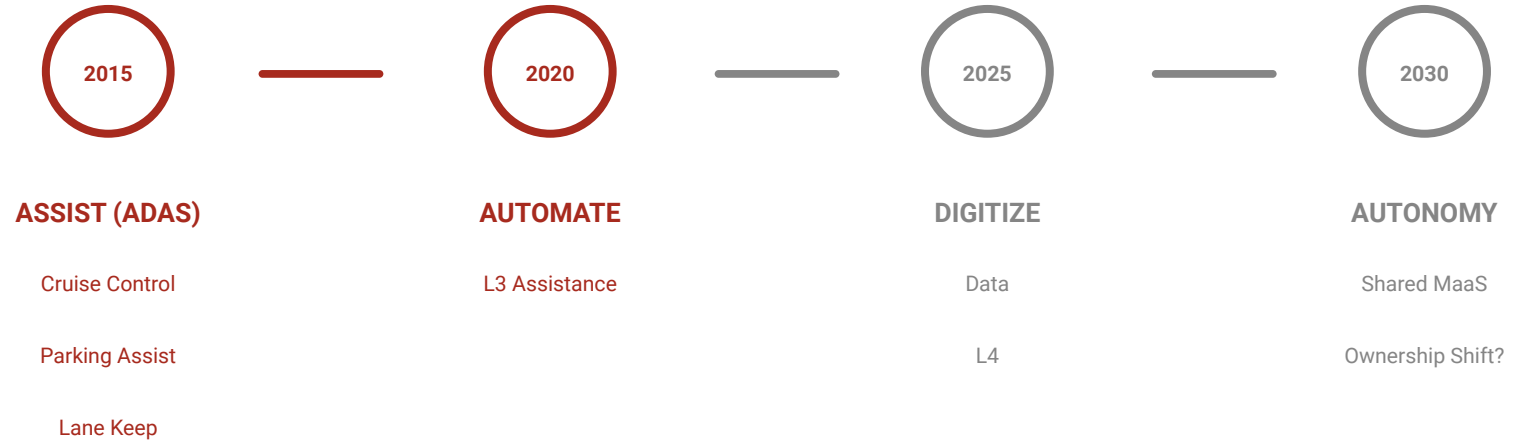 2015
2020
2025
2030
ASSIST (ADAS)
AUTOMATE
DIGITIZE
AUTONOMY
Cruise Control
L3 Assistance
Data
Shared MaaS
Parking Assist
L4
Ownership Shift?
Lane Keep